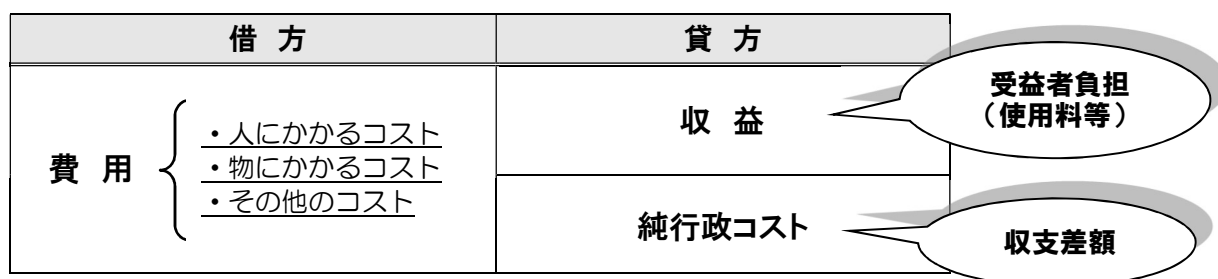 借 方
貸 方
費 用
・人にかかるコスト
・物にかかるコスト
・その他のコスト
収 益
受益者負担
（使用料等）
純行政コスト
収支差額